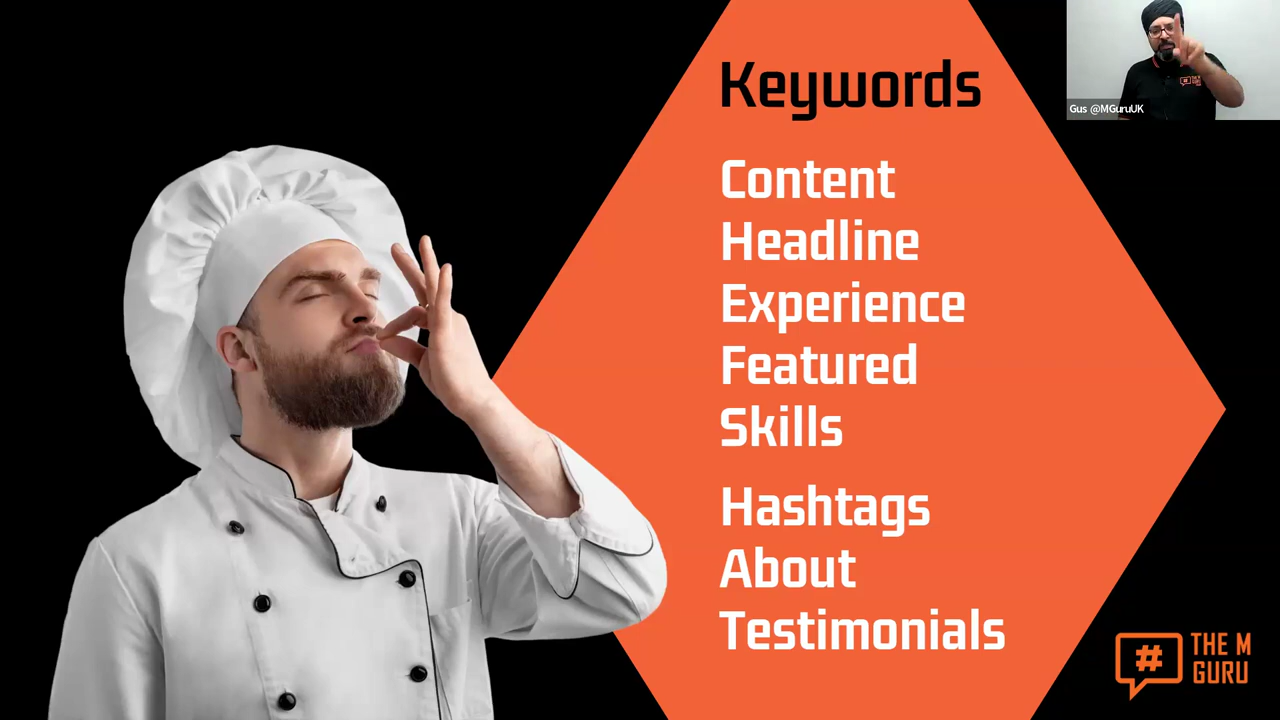 Keywords
Content
Headline
Experience
Featured
Skills
Hashtags
About
Testimonials
Gus @MGuruUK
#
THE M
GURU